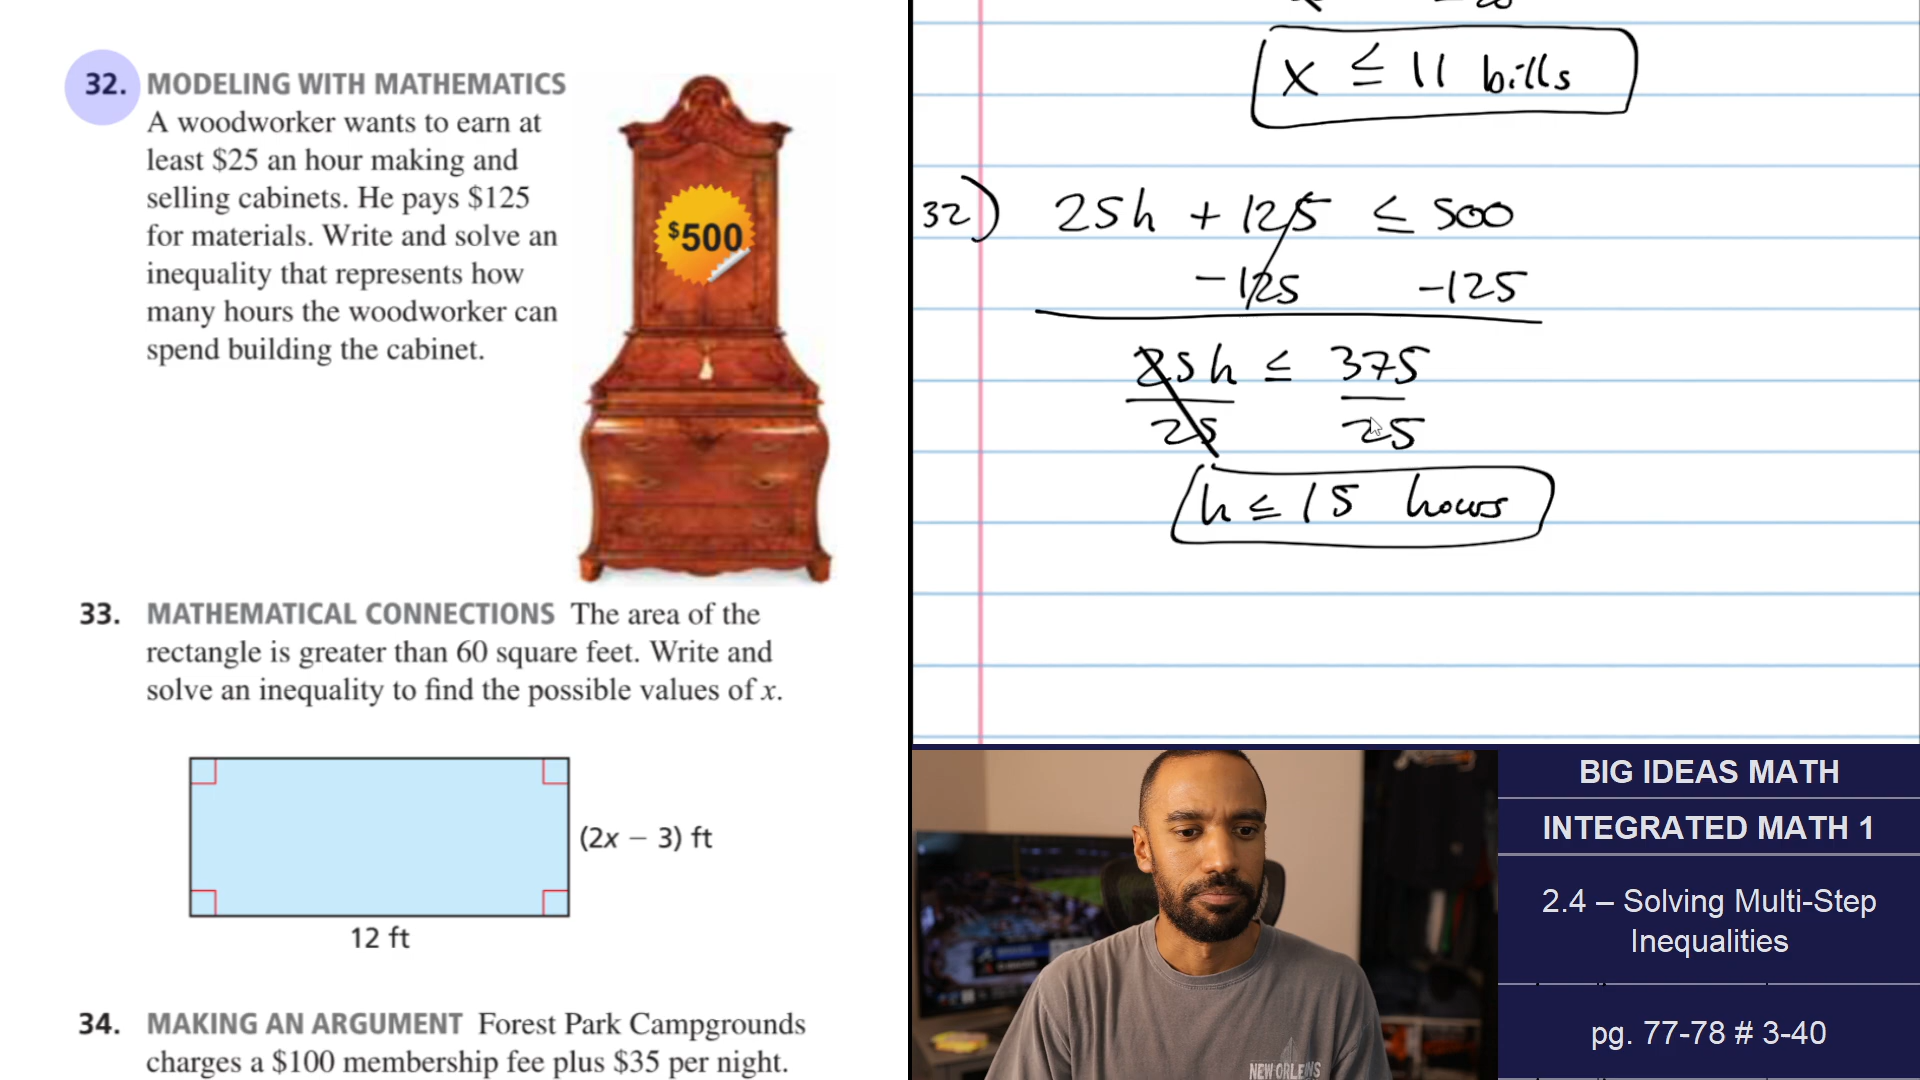 32. MODELING WITH MATHEMATICS
A woodworker wants to earn at
least $25 an hour making and
selling cabinets. He pays $125
for materials. Write and solve an
inequality that represents how
many hours the woodworker can
spend building the cabinet.
$500
33. MATHEMATICAL CONNECTIONS The area of the
rectangle is greater than 60 square feet. Write and
solve an inequality to find the possible values of x.
(2x − 3) ft
12 ft
34. MAKING AN ARGUMENT Forest Park Campgrounds
charges a $100 membership fee plus $35 per night.
x ≤ 11 bills
32) 25h + 125 ≤ 500
−125 −125
25h ≤ 375
25 25
h ≤ 15 hours
NEW ORLEANS
BIG IDEAS MATH
INTEGRATED MATH 1
2.4 – Solving Multi-Step
Inequalities
pg. 77-78 # 3-40